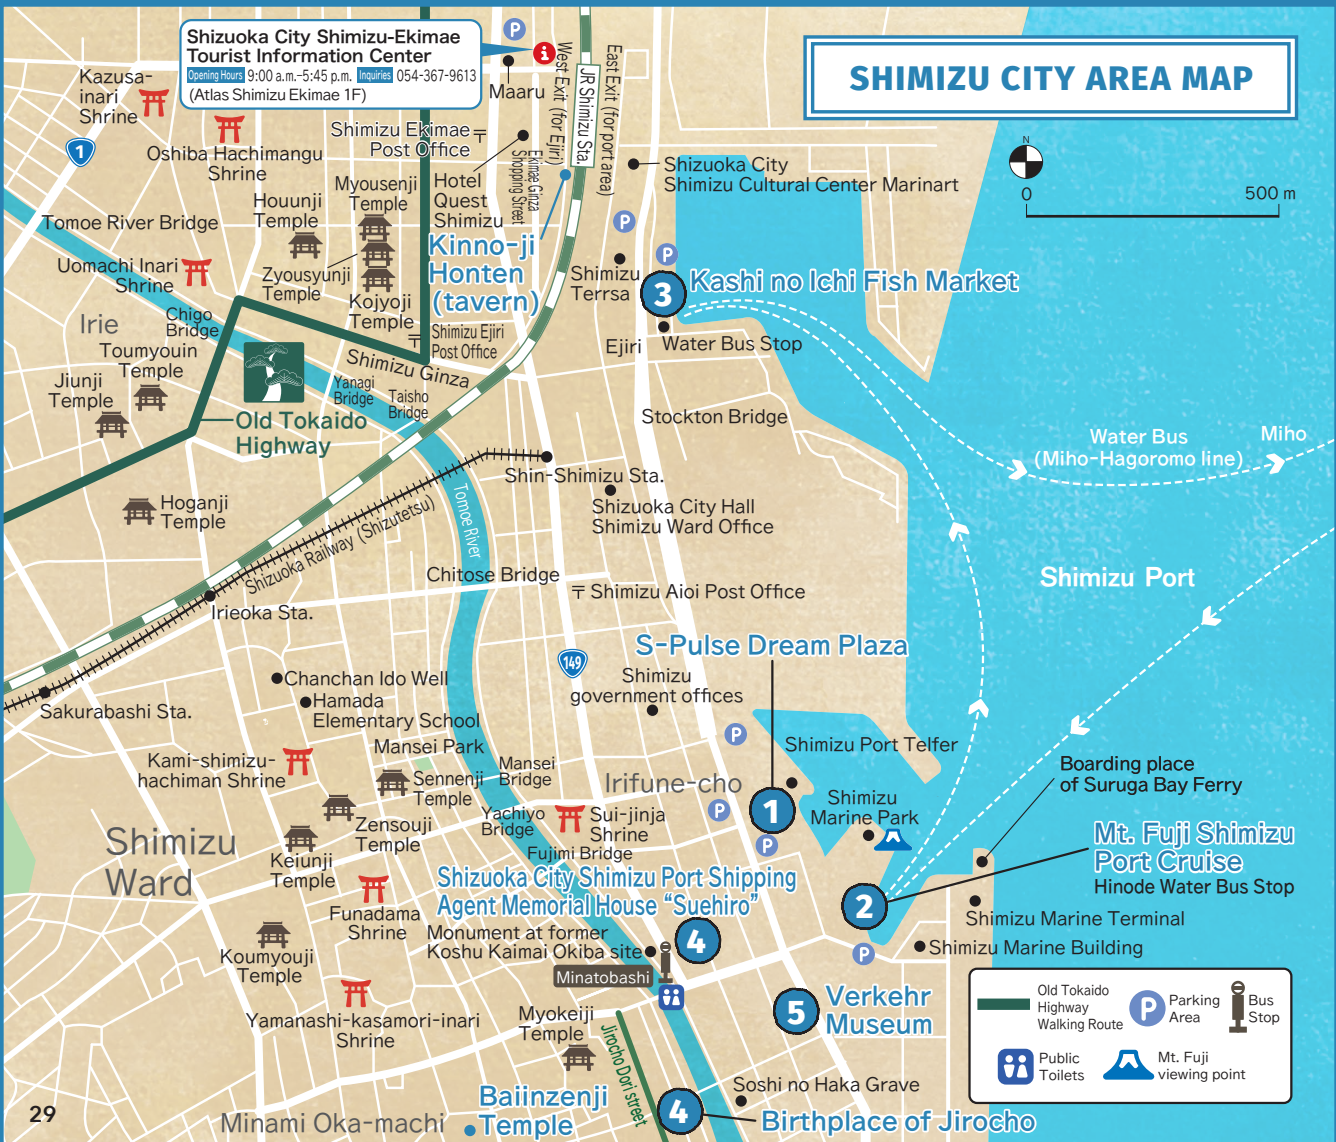 SHIMIZU CITY AREA MAP
Shizuoka City Shimizu-Ekimae
Tourist Information Center
Opening Hours 9:00 a.m.–5:45 p.m. Inquiries 054-367-9613
(Atlas Shimizu Ekimae 1F)
P
i
Maaru
West Exit (for Ejiri)
JR Shimizu Sta.
East Exit (for port area)
Kazusa-
inari
Shrine
1
Oshiba Hachimangu
Shrine
Shimizu Ekimae
Post Office
〒
Ekimae Ginza
Shopping Street
Hotel
Quest
Shimizu
Shizuoka City
Shimizu Cultural Center Marinart
N
0
500 m
Myousenji
Temple
Hounji
Temple
Tomoe River Bridge
Uomachi Inari
Shrine
Zyousyunji
Temple
Kojyoji
Temple
Kinno-ji
Honten
(tavern)
P
P
Shimizu
Terrsa
3
Kashi no Ichi Fish Market
Water Bus Stop
Ejiri
Chigo
Bridge
Irie
〒
Shimizu Ejiri
Post Office
Shimizu Ginza
Toumyouin
Temple
Jiunji
Temple
Yanagi
Bridge
Taisho
Bridge
Old Tokaido
Highway
Stockton Bridge
Water Bus
(Miho-Hagoromo line)
Miho
Shin-Shimizu Sta.
Shizuoka City Hall
Shimizu Ward Office
Hoganji
Temple
Shizuoka Railway (Shizutetsu)
Tomoe River
Chitose Bridge
〒 Shimizu Aioi Post Office
Shimizu Port
Irieoka Sta.
S-Pulse Dream Plaza
149
Shimizu
government offices
Chanchan Ido Well
Hamada
Elementary School
Sakurabashi Sta.
P
Shimizu Port Telfer
Mansei Park
Kami-shimizu-
hachiman Shrine
Sennenji
Temple
Mansei
Bridge
Irifune-cho
Boarding place
of Suruga Bay Ferry
Shimizu
Marine Park
P
1
P
Yachiyo
Bridge
Sui-jinja
Shrine
Fujimi Bridge
Zensouji
Temple
Keiunji
Temple
Shimizu
Ward
Mt. Fuji Shimizu
Port Cruise
Hinode Water Bus Stop
2
Shizuoka City Shimizu Port Shipping
Agent Memorial House “Suehiro”
Funadama
Shrine
Monument at former
Koshu Kaimai Okiba site
4
Minatobashi
Shimizu Marine Terminal
Shimizu Marine Building
P
Koumyouji
Temple
Yamanashi-kasamori-inari
Shrine
Myokeiji
Temple
Jirocho Dori street
5
Verkehr
Museum
Old Tokaido
Highway
Walking Route
P
Parking
Area
Bus
Stop
Public
Toilets
Mt. Fuji
viewing point
Soshi no Haka Grave
4
Birthplace of Jirocho
Baiinzenji
Temple
Minami Oka-machi
29